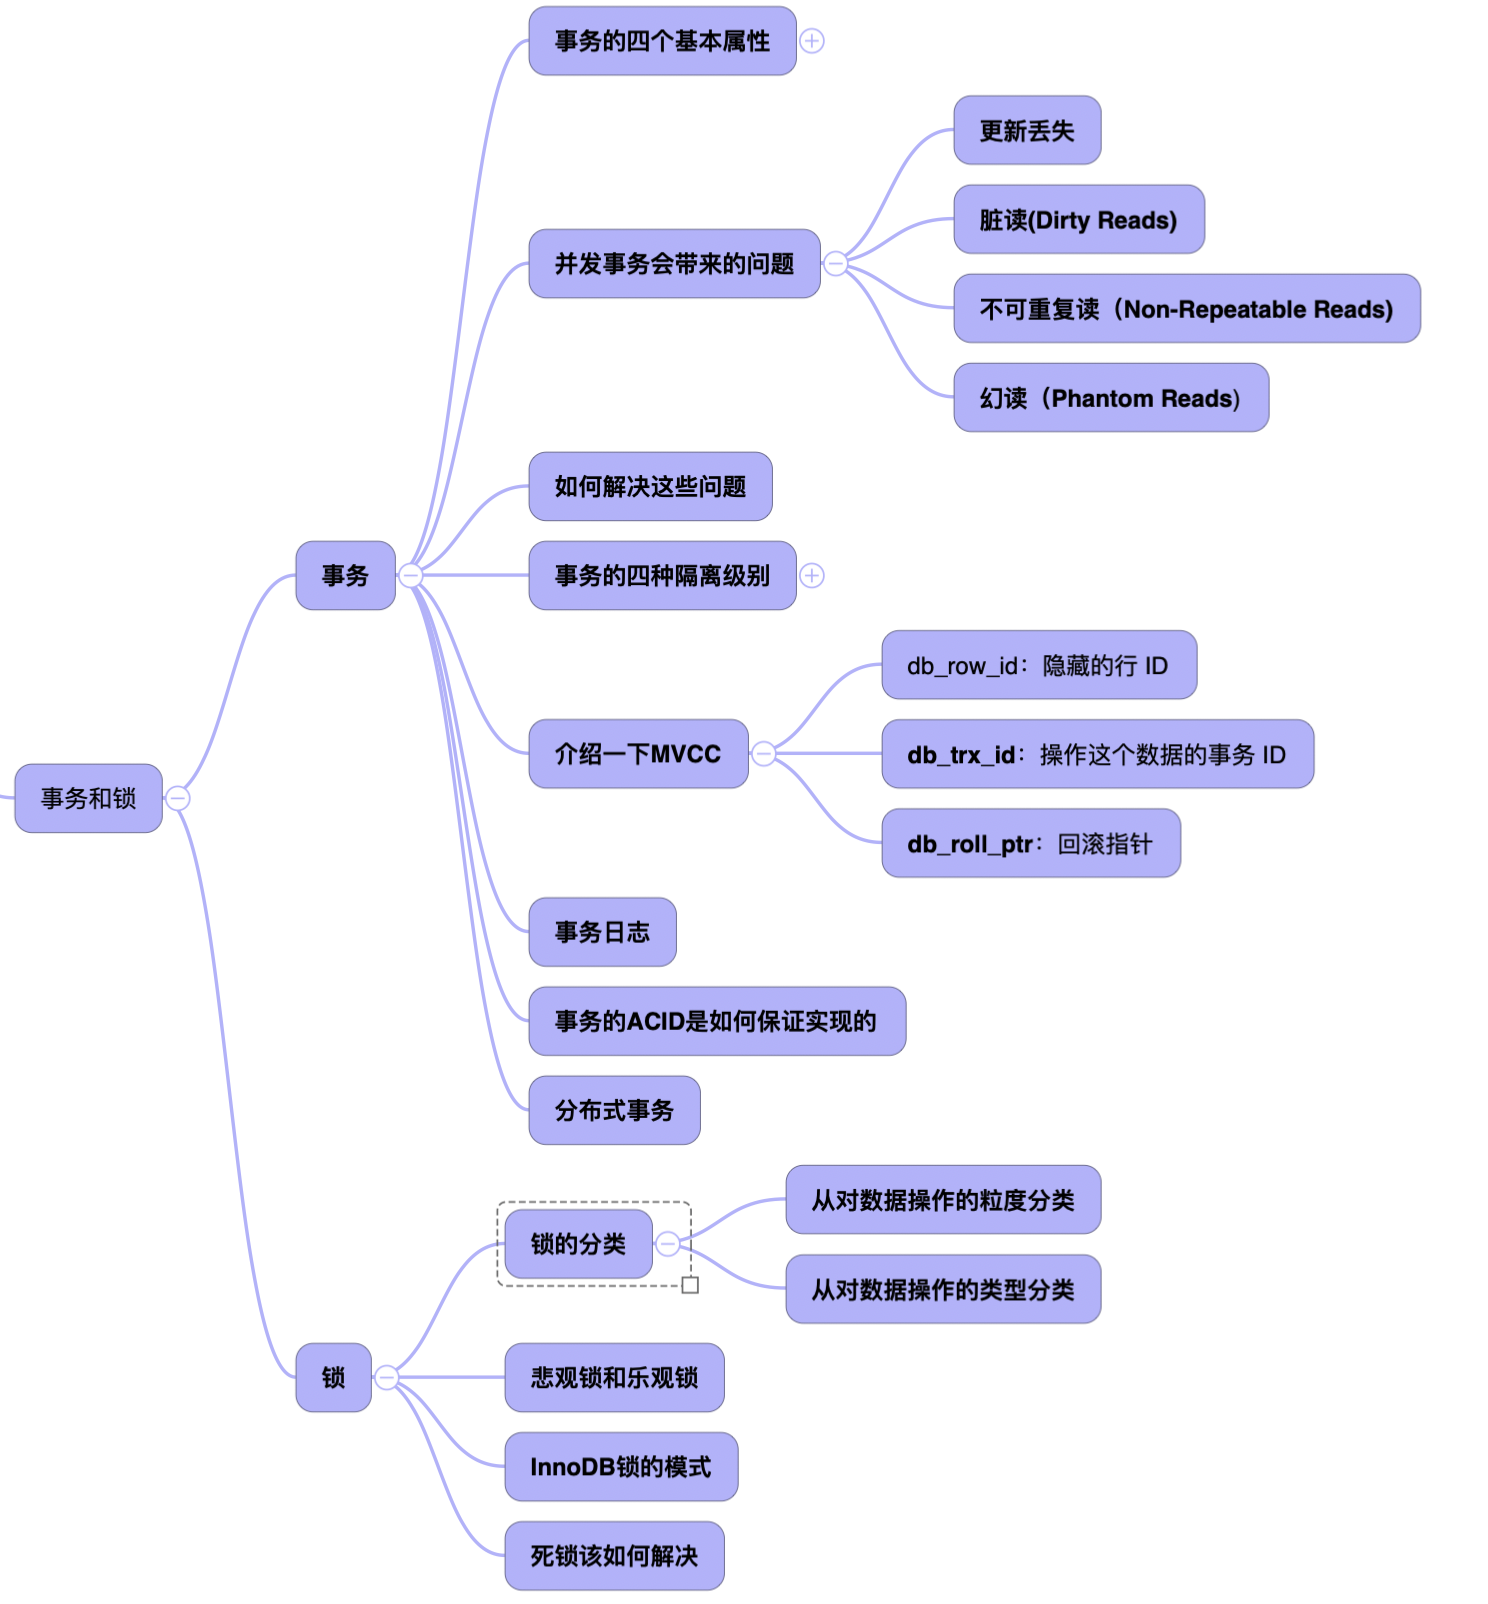 事务和锁
事务
事务的四个基本属性
并发事务会带来的问题
更新丢失
脏读(Dirty Reads)
不可重复读（Non-Repeatable Reads)
幻读（Phantom Reads)
如何解决这些问题
事务的四种隔离级别
介绍一下MVCC
db_row_id：隐藏的行 ID
db_trx_id：操作这个数据的事务 ID
db_roll_ptr：回滚指针
事务日志
事务的ACID是如何保证实现的
分布式事务
锁
锁的分类
从对数据操作的粒度分类
从对数据操作的类型分类
悲观锁和乐观锁
InnoDB锁的模式
死锁该如何解决